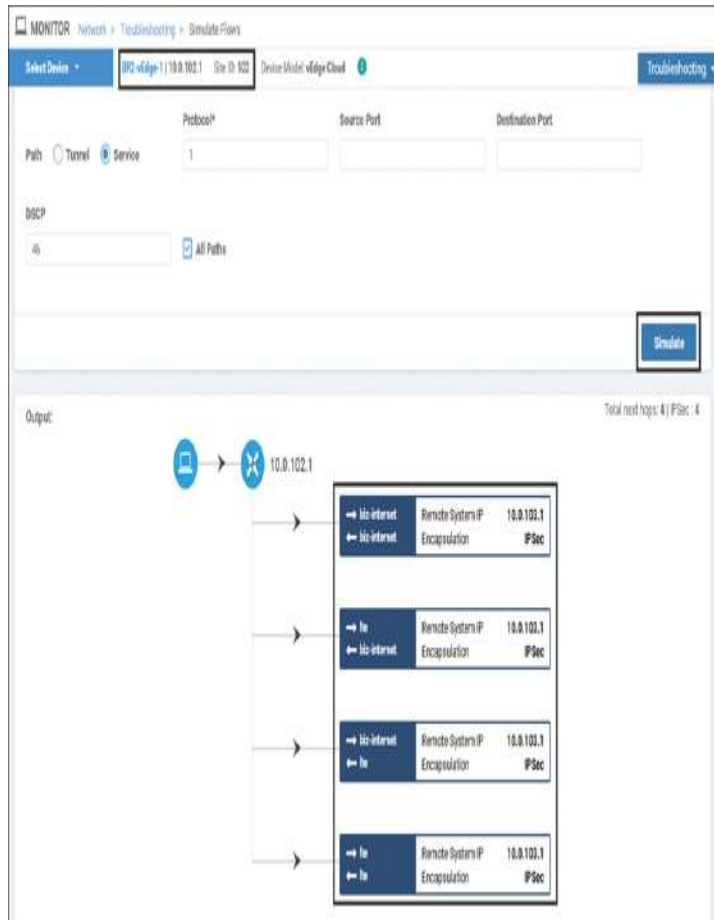 MONITOR Network > Troubleshooting > Simulate Flows
Select Device BR2-vEdge-1 | 10.0.102.1 Site ID: 102 Device Model: vEdge Cloud Troubleshooting
Protocol* Source Port Destination Port
Path Tunnel Service 1
DSCP
46 All Paths
Simulate
Output: Total next hops: 4 | IPSec : 4
10.0.102.1
→ biz-internet Remote System IP 10.0.103.1
← biz-internet Encapsulation IPSec
→ lte Remote System IP 10.0.103.1
← biz-internet Encapsulation IPSec
→ biz-internet Remote System IP 10.0.103.1
← lte Encapsulation IPSec
→ lte Remote System IP 10.0.103.1
← lte Encapsulation IPSec